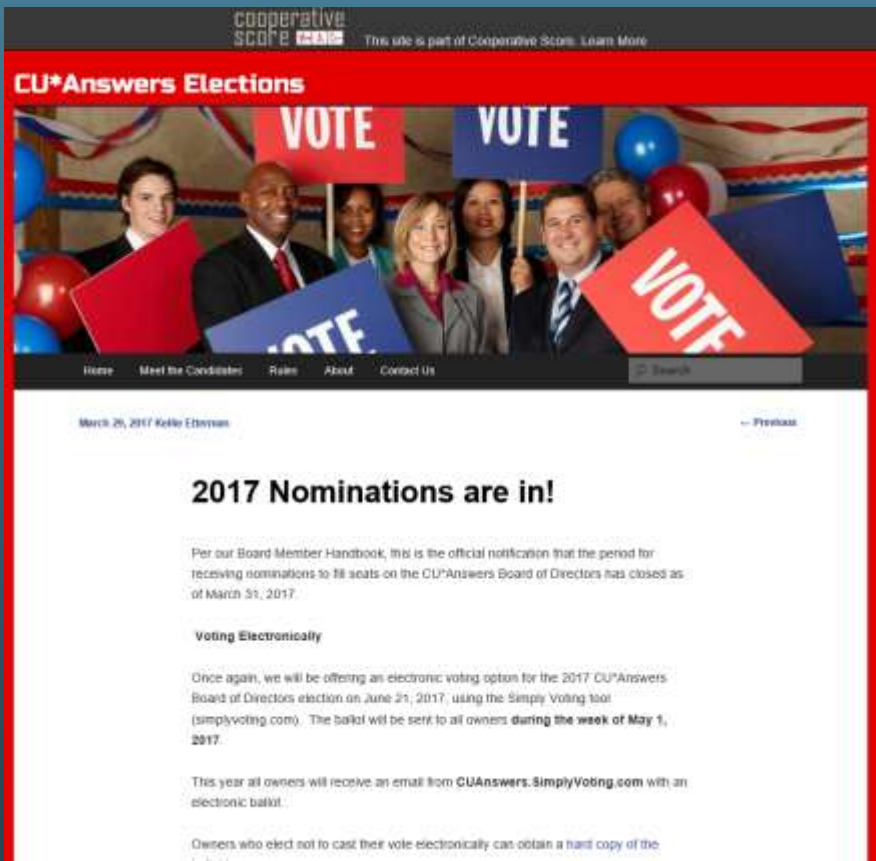 cooperative
score
This site is part of Cooperative Score. Learn More
CU*Answers Elections
VOTE
VOTE
VOTE
VOTE
Home Meet the Candidates Rules About Contact Us Search
March 29, 2017 Kellie Etterman ← Previous
2017 Nominations are in!
Per our Board Member Handbook, this is the official notification that the period for
receiving nominations to fill seats on the CU*Answers Board of Directors has closed as
of March 31, 2017.
Voting Electronically
Once again, we will be offering an electronic voting option for the 2017 CU*Answers
Board of Directors election on June 21, 2017, using the Simply Voting tool
(simplyvoting.com). The ballot will be sent to all owners during the week of May 1,
2017.
This year all owners will receive an email from CUAnswers.SimplyVoting.com with an
electronic ballot.
Owners who elect not to cast their vote electronically can obtain a hard copy of the